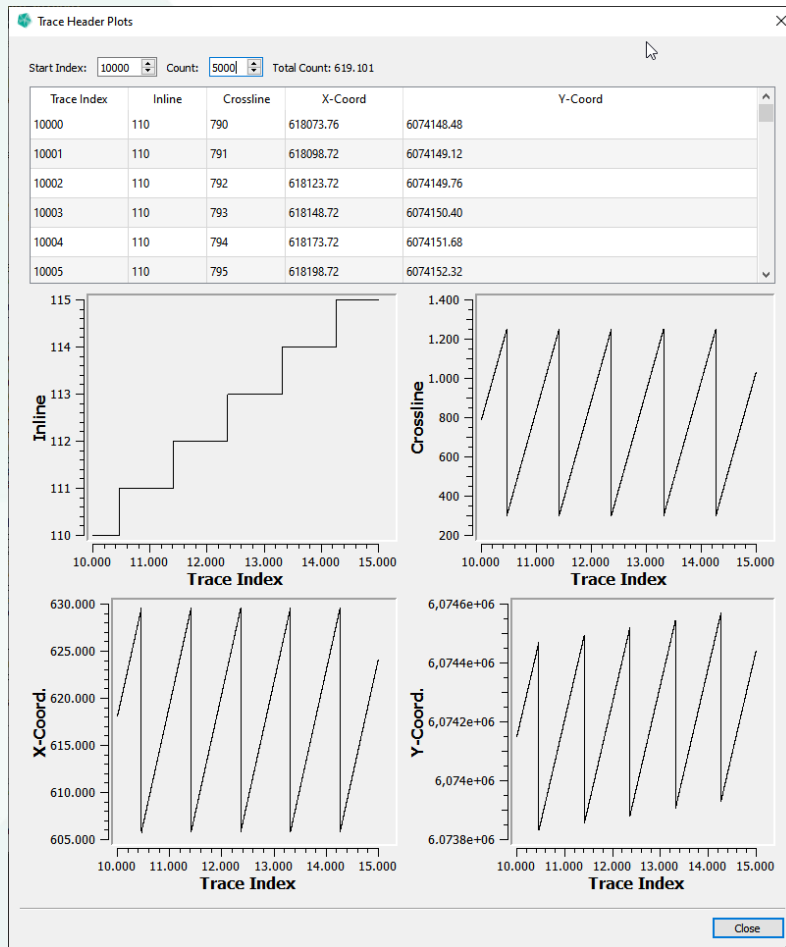 Trace Header Plots
Start Index: 10000 Count: 5000 Total Count: 619.101
Trace Index Inline Crossline X-Coord Y-Coord
10000 110 790 618073.76 6074148.48
10001 110 791 618098.72 6074149.12
10002 110 792 618123.72 6074149.76
10003 110 793 618148.72 6074150.40
10004 110 794 618173.72 6074151.68
10005 110 795 618198.72 6074152.32
115
114
113
112
111
110
Inline
10.000 11.000 12.000 13.000 14.000 15.000
Trace Index
1.400
1.200
1.000
800
600
400
200
Crossline
10.000 11.000 12.000 13.000 14.000 15.000
Trace Index
630.000
625.000
620.000
615.000
610.000
605.000
X-Coord.
10.000 11.000 12.000 13.000 14.000 15.000
Trace Index
6,0746e+06
6,0744e+06
6,0742e+06
6,074e+06
6,0738e+06
Y-Coord.
10.000 11.000 12.000 13.000 14.000 15.000
Trace Index
Close